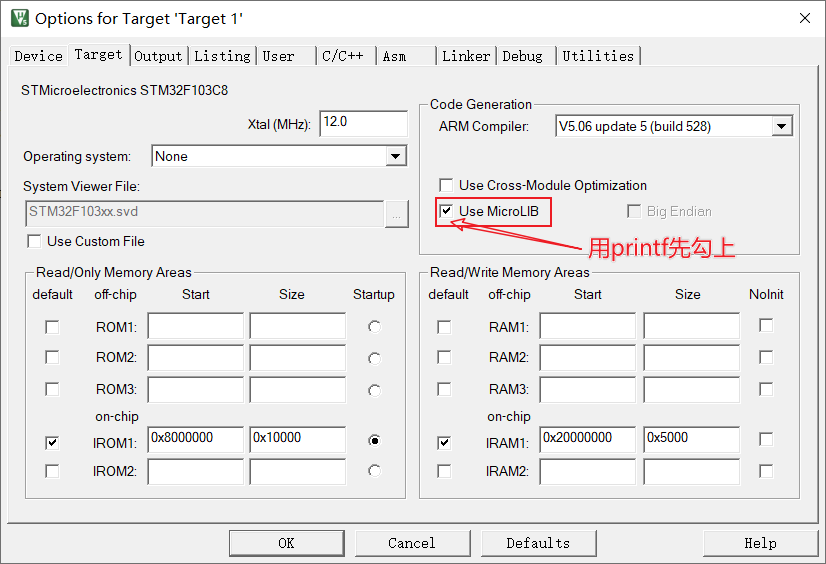 Options for Target 'Target 1'
Device Target Output Listing User C/C++ Asm Linker Debug Utilities
STMicroelectronics STM32F103C8
Xtal (MHz): 12.0
Operating system: None
System Viewer File:
STM32F103xx.svd ...
Use Custom File
Code Generation
ARM Compiler: V5.06 update 5 (build 528)
Use Cross-Module Optimization
Use MicroLIB Big Endian
用printf先勾上
Read/Only Memory Areas
default off-chip Start Size Startup
ROM1:
ROM2:
ROM3:
on-chip
IROM1: 0x8000000 0x10000
IROM2:
Read/Write Memory Areas
default off-chip Start Size NoInit
RAM1:
RAM2:
RAM3:
on-chip
IRAM1: 0x20000000 0x5000
IRAM2:
OK Cancel Defaults Help